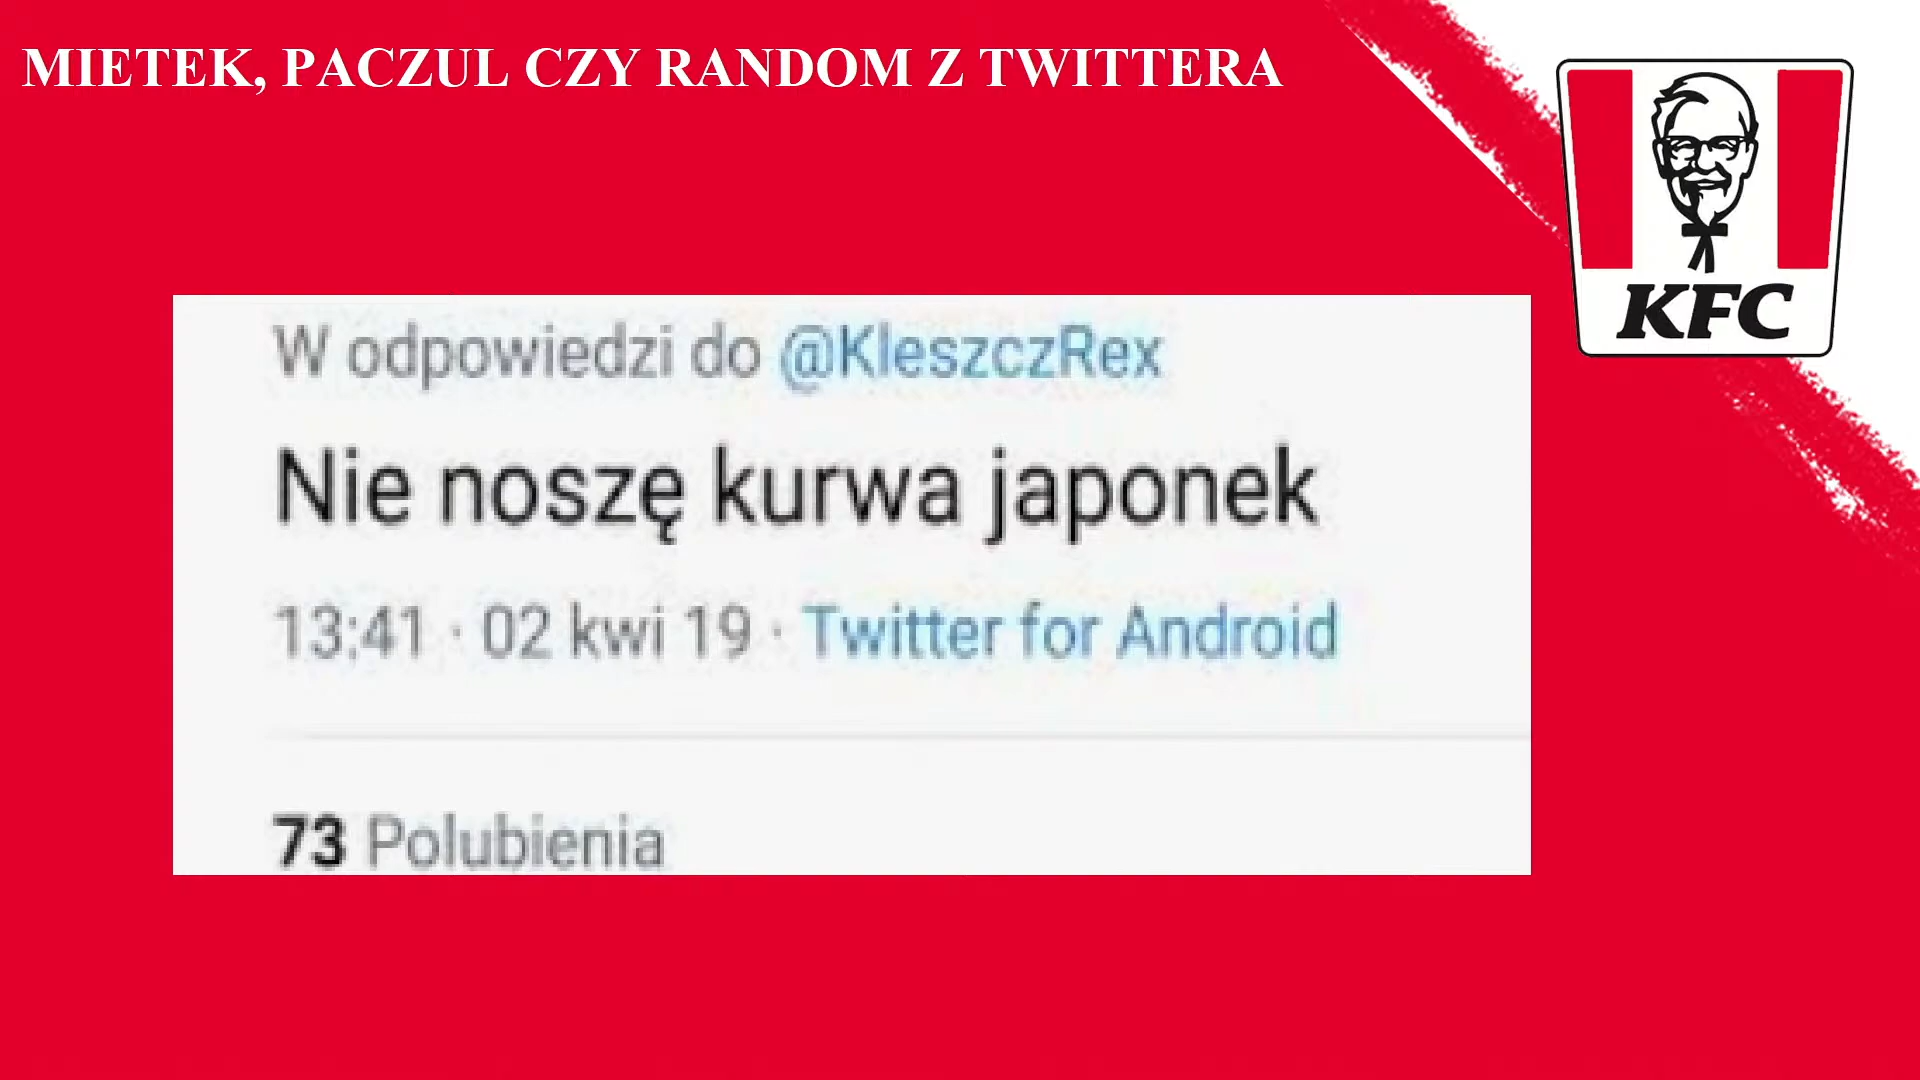 MIETEK, PACZUL CZY RANDOM Z TWITTERA
KFC
W odpowiedzi do @KleszczRex
Nie noszę kurwa japonek
13:41 · 02 kwi 19 · Twitter for Android
73 Polubienia